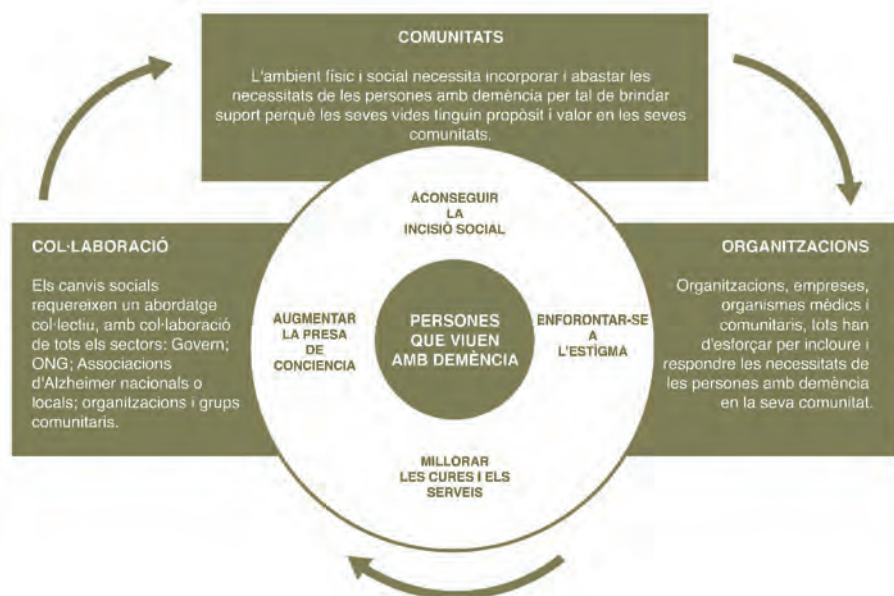 COMUNITATS
L'ambient físic i social necessita incorporar i abastar les
necessitats de les persones amb demència per tal de brindar
suport perquè les seves vides tinguin propòsit i valor en les seves
comunitats.
COL·LABORACIÓ
Els canvis socials
requereixen un abordatge
col·lectiu, amb col·laboració
de tots els sectors: Govern;
ONG; Associacions
d'Alzheimer nacionals o
locals; organitzacions i grups
comunitaris.
ACONSEGUIR
LA
INCISIÓ SOCIAL
AUGMENTAR
LA PRESA
DE
CONCIENCIA
PERSONES
QUE VIUEN
AMB DEMÈNCIA
ENFORONTAR-SE
A
L'ESTÌGMA
MILLORAR
LES CURES I ELS
SERVEIS
ORGANITZACIONS
Organitzacions, empreses,
organismes mèdics i
comunitaris, tots han
d'esforçar per incloure i
respondre les necessitats de
les persones amb demència
en la seva comunitat.